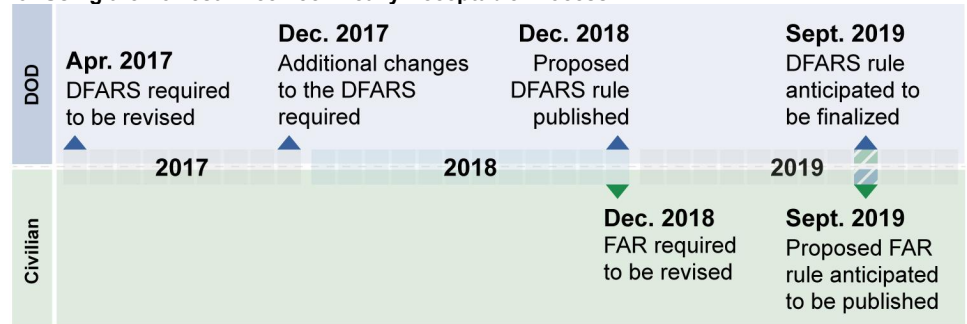 DOD
Apr. 2017
DFARS required
to be revised
Dec. 2017
Additional changes
to the DFARS
required
Dec. 2018
Proposed
DFARS rule
published
Sept. 2019
DFARS rule
anticipated to
be finalized
2017
2018
2019
Civilian
Dec. 2018
FAR required
to be revised
Sept. 2019
Proposed FAR
rule anticipated
to be published